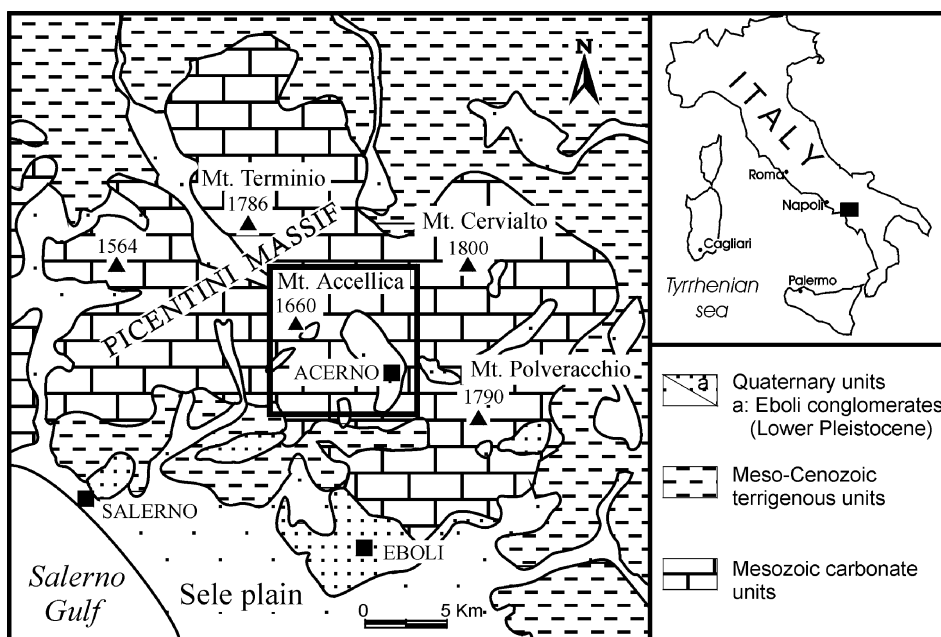 N
Mt. Terminio
1786
Mt. Cervialto
1800
1564
PICENTINI MASSIF
Mt. Accellica
1660
ACERNO
Mt. Polveracchio
1790
SALERNO
EBOLI
Salerno
Gulf
Sele plain
0 5 Km
ITALY
Roma
Napoli
Cagliari
Tyrrhenian
sea
Palermo
a
Quaternary units
a: Eboli conglomerates
(Lower Pleistocene)
Meso-Cenozoic
terrigenous units
Mesozoic carbonate
units